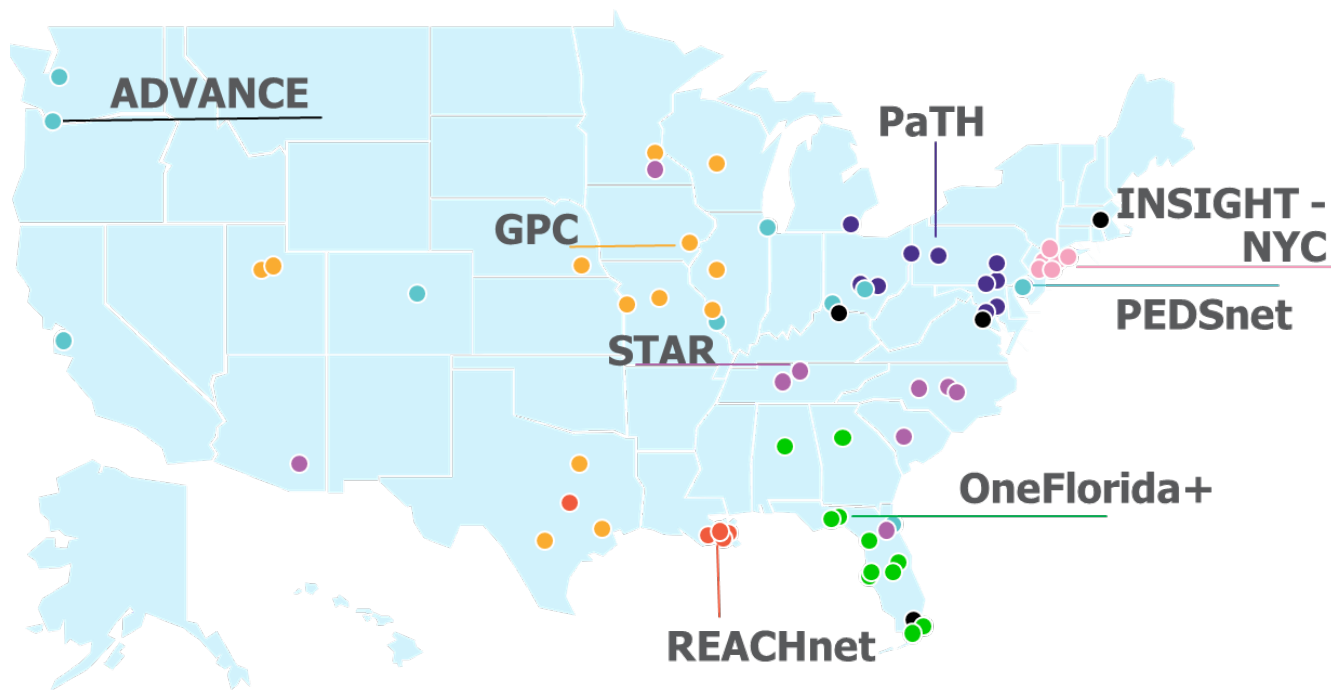 ADVANCE
PaTH
INSIGHT -
NYC
GPC
PEDSnet
STAR
OneFlorida+
REACHnet